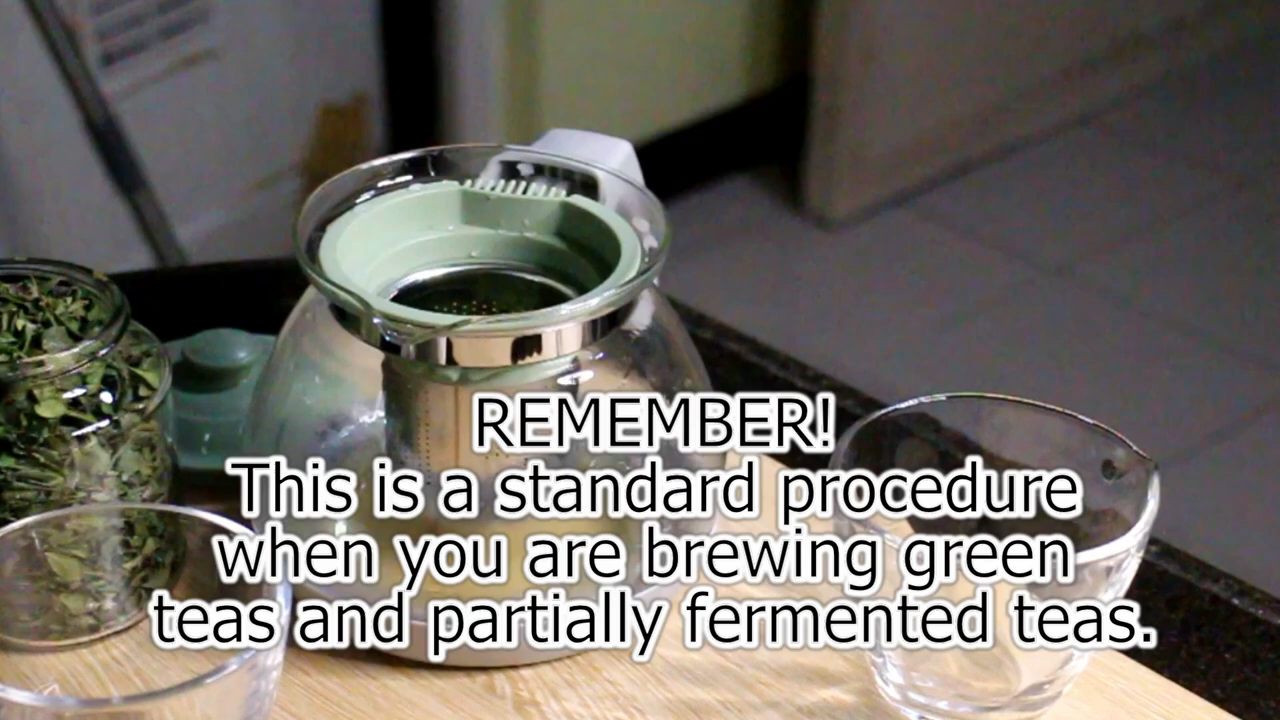 REMEMBER!
This is a standard procedure
when you are brewing green
teas and partially fermented teas.